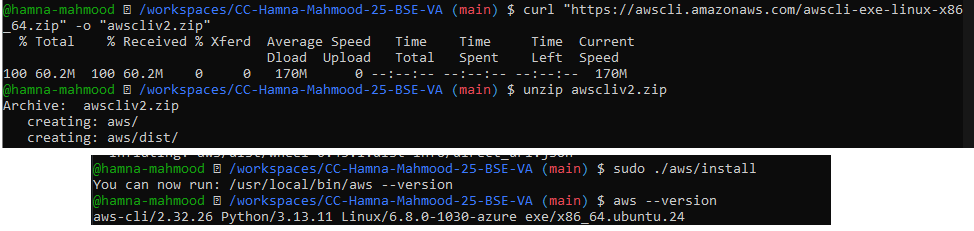 @hamna-mahmood /workspaces/CC-Hamna-Mahmood-25-BSE-VA (main) $ curl "https://awscli.amazonaws.com/awscli-exe-linux-x86
_64.zip" -o "awscliv2.zip"
% Total % Received % Xferd Average Speed Time Time Time Current
Dload Upload Total Spent Left Speed
100 60.2M 100 60.2M 0 0 170M 0 --:--:-- --:--:-- --:--:-- 170M
@hamna-mahmood /workspaces/CC-Hamna-Mahmood-25-BSE-VA (main) $ unzip awscliv2.zip
Archive: awscliv2.zip
creating: aws/
creating: aws/dist/
@hamna-mahmood /workspaces/CC-Hamna-Mahmood-25-BSE-VA (main) $ sudo ./aws/install
You can now run: /usr/local/bin/aws --version
@hamna-mahmood /workspaces/CC-Hamna-Mahmood-25-BSE-VA (main) $ aws --version
aws-cli/2.32.26 Python/3.13.11 Linux/6.8.0-1030-azure exe/x86_64.ubuntu.24